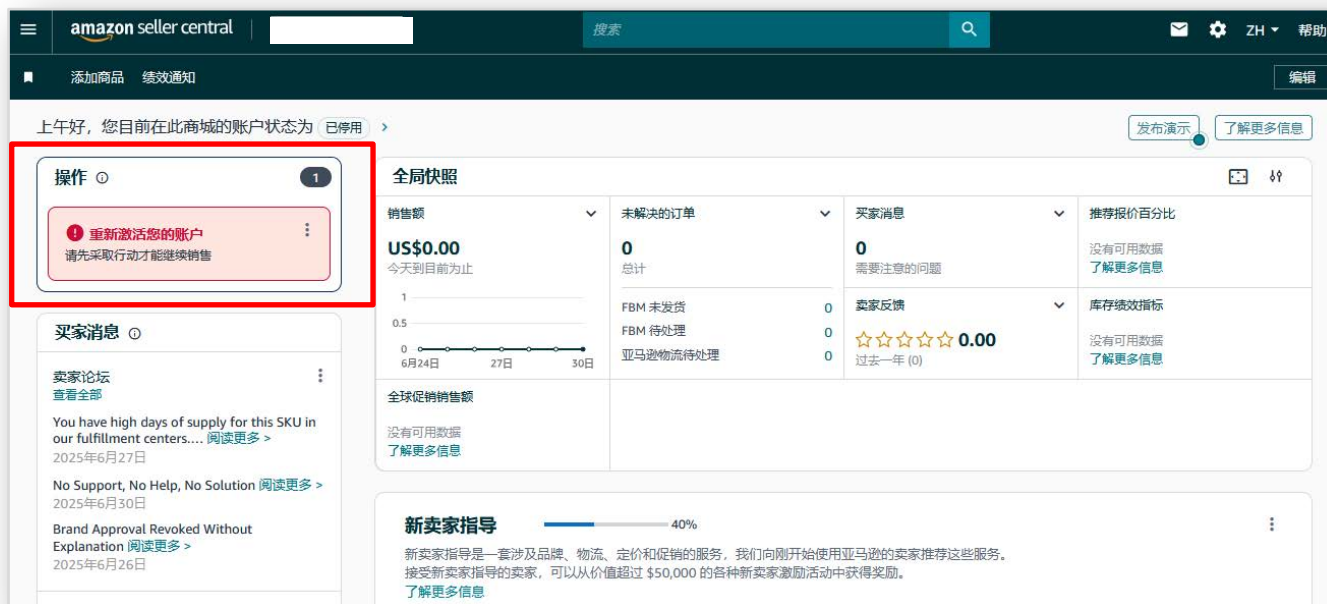 amazon seller central
搜索
ZH
帮助
添加商品 绩效通知
编辑
上午好，您目前在此商城的账户状态为 已停用
发布演示
了解更多信息
操作
1
重新激活您的账户
请先采取行动才能继续销售
买家消息
卖家论坛
查看全部
You have high days of supply for this SKU in
our fulfillment centers.... 阅读更多 >
2025年6月27日
No Support, No Help, No Solution 阅读更多 >
2025年6月30日
Brand Approval Revoked Without
Explanation 阅读更多 >
2025年6月26日
全局快照
销售额
US$0.00
今天到目前为止
1
0.5
0
6月24日 27日 30日
未解决的订单
0
总计
FBM 未发货 0
FBM 待处理 0
亚马逊物流待处理 0
买家消息
0
需要注意的问题
卖家反馈
0.00
过去一年 (0)
推荐报价百分比
没有可用数据
了解更多信息
库存绩效指标
没有可用数据
了解更多信息
全球促销销售额
没有可用数据
了解更多信息
新卖家指导
40%
新卖家指导是一套涉及品牌、物流、定价和促销的服务，我们向刚开始使用亚马逊的卖家推荐这些服务。
接受新卖家指导的卖家，可以从价值超过 $50,000 的各种新卖家激励活动中获得奖励。
了解更多信息